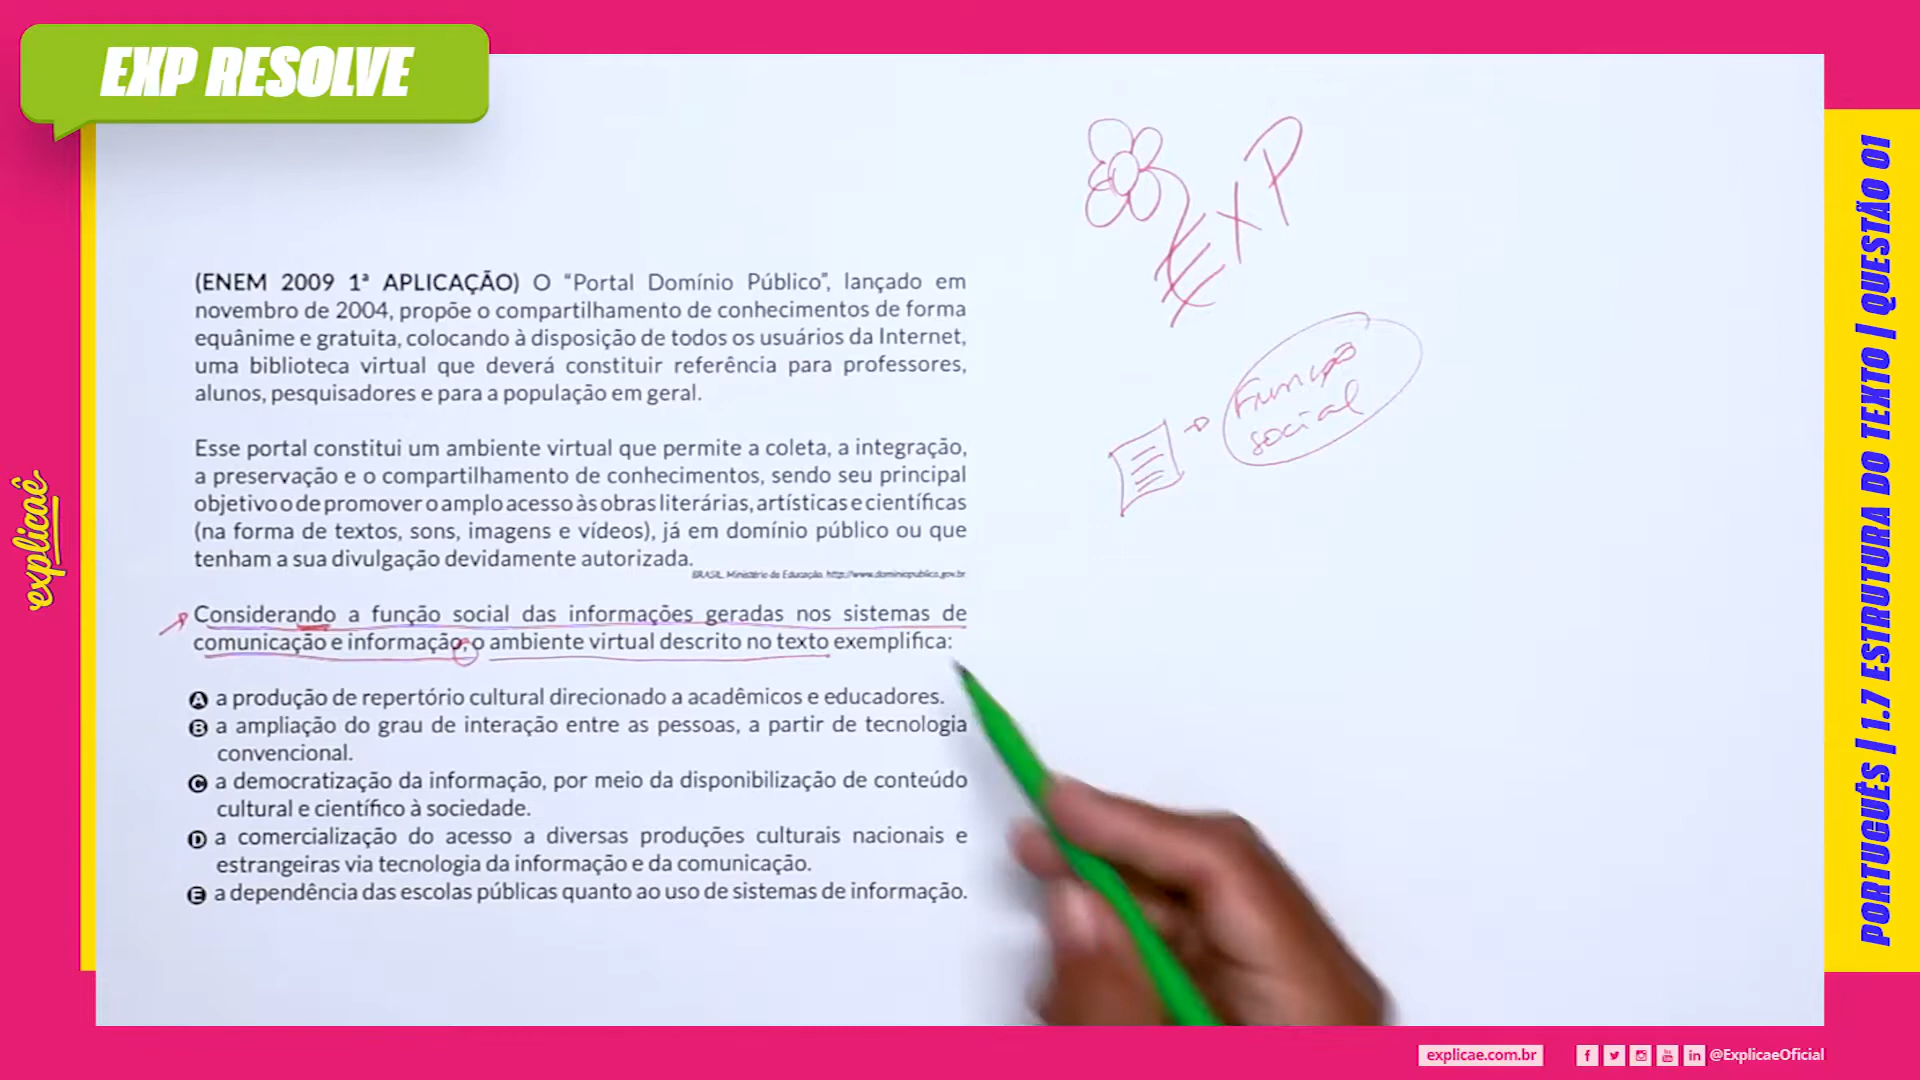 EXP RESOLVE
EXP
(ENEM 2009 1ª APLICAÇÃO) O “Portal Domínio Público”, lançado em
novembro de 2004, propõe o compartilhamento de conhecimentos de forma
equânime e gratuita, colocando à disposição de todos os usuários da Internet,
uma biblioteca virtual que deverá constituir referência para professores,
alunos, pesquisadores e para a população em geral.
Função
social
Esse portal constitui um ambiente virtual que permite a coleta, a integração,
a preservação e o compartilhamento de conhecimentos, sendo seu principal
objetivo o de promover o amplo acesso às obras literárias, artísticas e científicas
(na forma de textos, sons, imagens e vídeos), já em domínio público ou que
tenham a sua divulgação devidamente autorizada.
BRASIL. Ministério da Educação. http://www.dominiopublico.gov.br
Considerando a função social das informações geradas nos sistemas de
comunicação e informação, o ambiente virtual descrito no texto exemplifica:
A a produção de repertório cultural direcionado a acadêmicos e educadores.
B a ampliação do grau de interação entre as pessoas, a partir de tecnologia
convencional.
C a democratização da informação, por meio da disponibilização de conteúdo
cultural e científico à sociedade.
D a comercialização do acesso a diversas produções culturais nacionais e
estrangeiras via tecnologia da informação e da comunicação.
E a dependência das escolas públicas quanto ao uso de sistemas de informação.
explicaê
PORTUGUÊS | 1.7 ESTRUTURA DO TEXTO | QUESTÃO 01
explicae.com.br
@ExplicaeOficial